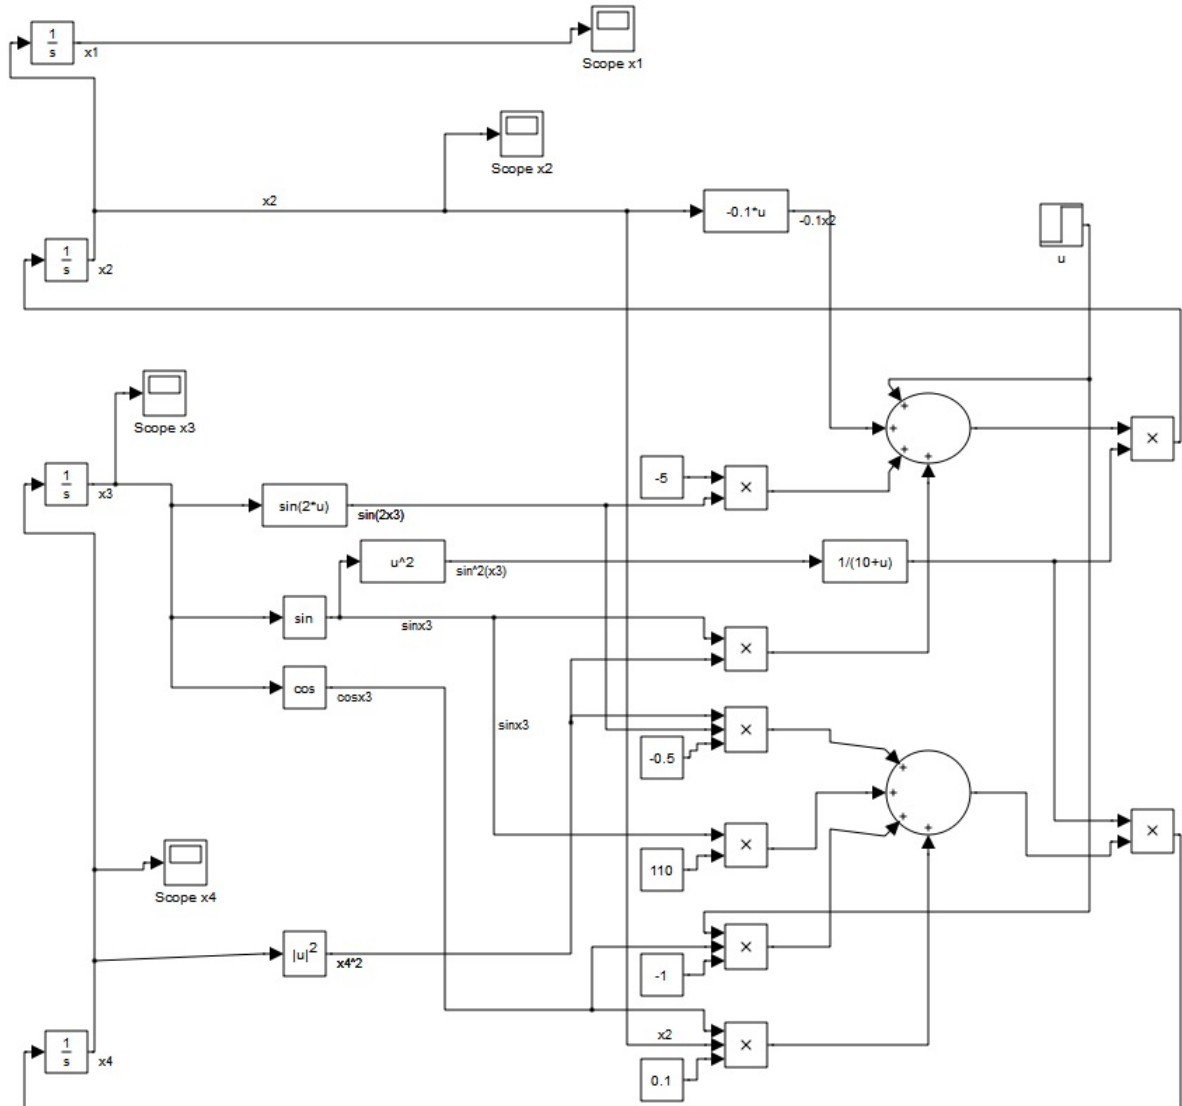 1
s
x1
Scope x1
Scope x2
x2
-0.1*u
-0.1x2
u
1
s
x2
Scope x3
+
+
+
+
×
1
s
x3
-5
×
sin(2*u)
sin(2x3)
u^2
sin^2(x3)
1/(10+u)
sin
sinx3
×
cos
cosx3
sinx3
×
-0.5
+
+
+
+
×
×
110
Scope x4
|u|2
x4^2
×
-1
1
s
x4
x2
×
0.1